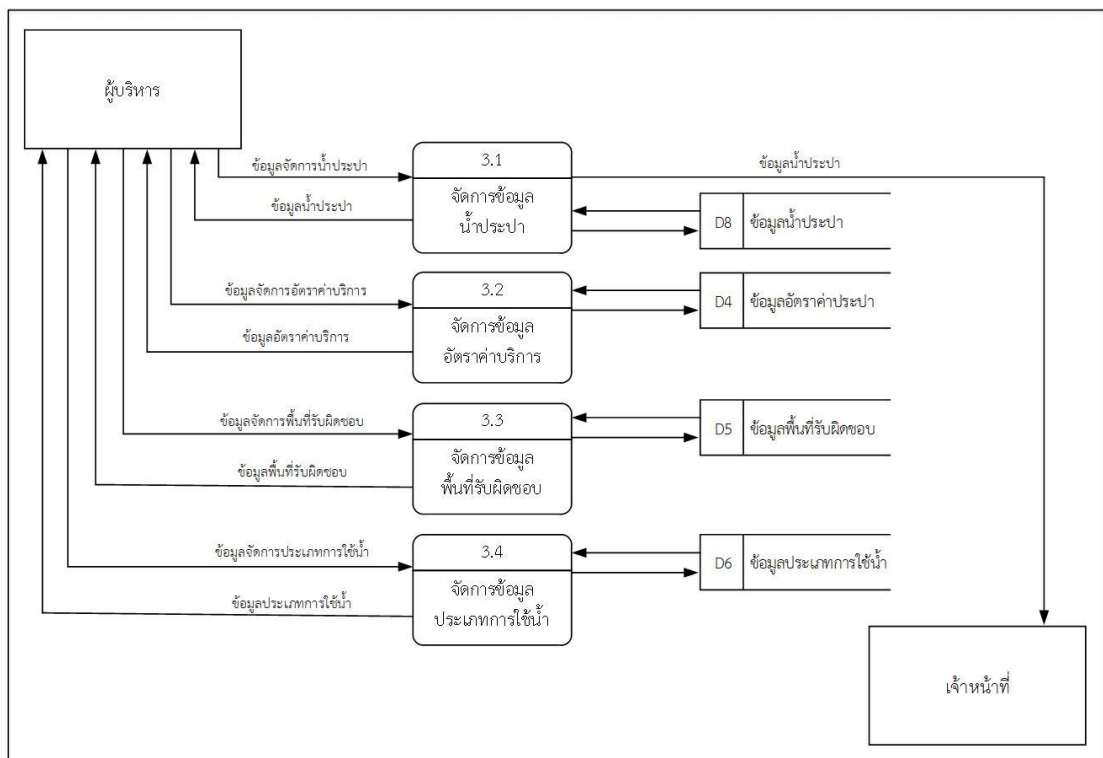 ผู้บริหาร
ข้อมูลจัดการน้ำประปา
3.1
ข้อมูลน้ำประปา
ข้อมูลน้ำประปา
จัดการข้อมูล
น้ำประปา
D8 ข้อมูลน้ำประปา
ข้อมูลจัดการอัตราค่าบริการ
3.2
ข้อมูลอัตราค่าบริการ
จัดการข้อมูล
อัตราค่าบริการ
D4 ข้อมูลอัตราค่าประปา
ข้อมูลจัดการพื้นที่รับผิดชอบ
3.3
ข้อมูลพื้นที่รับผิดชอบ
จัดการข้อมูล
พื้นที่รับผิดชอบ
D5 ข้อมูลพื้นที่รับผิดชอบ
ข้อมูลจัดการประเภทการใช้น้ำ
3.4
ข้อมูลประเภทการใช้น้ำ
จัดการข้อมูล
ประเภทการใช้น้ำ
D6 ข้อมูลประเภทการใช้น้ำ
เจ้าหน้าที่